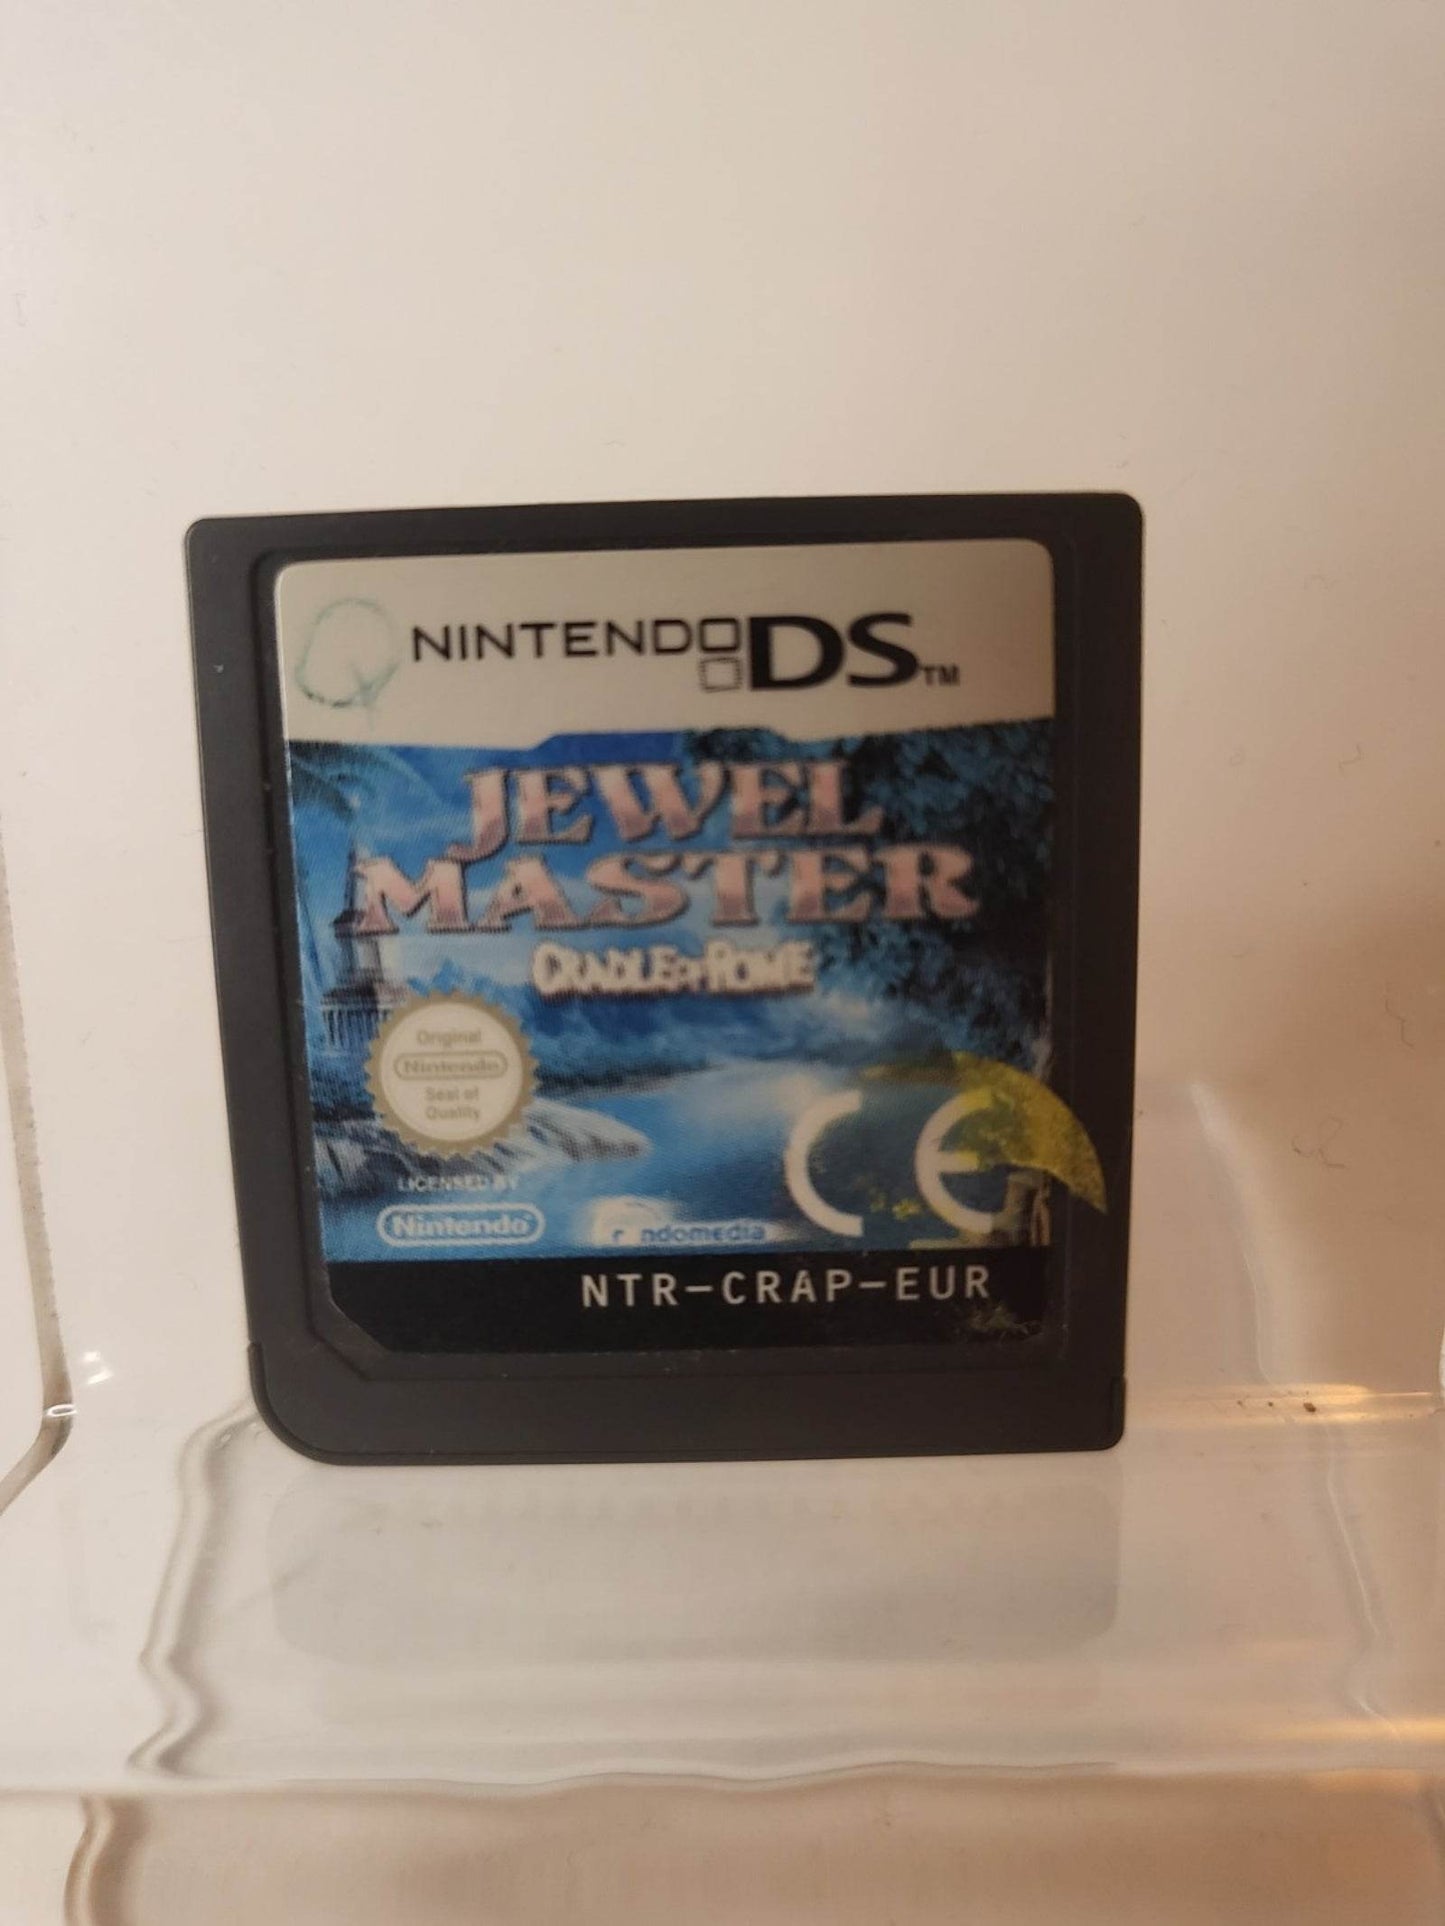 NINTENDO DS™
JEWEL
MASTER
CRADLE OF ROME
Original
Nintendo
Seal of
Quality
LICENSED BY
Nintendo
CE
NTR-CRAP-EUR